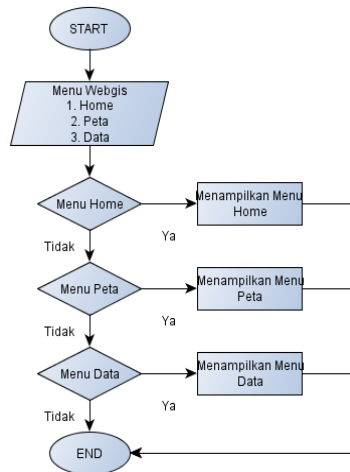 START
Menu Webgis
1. Home
2. Peta
3. Data
Menu Home
Menampilkan Menu
Home
Tidak
Ya
Menu Peta
Menampilkan Menu
Peta
Tidak
Ya
Menu Data
Menampilkan Menu
Data
Tidak
Ya
END